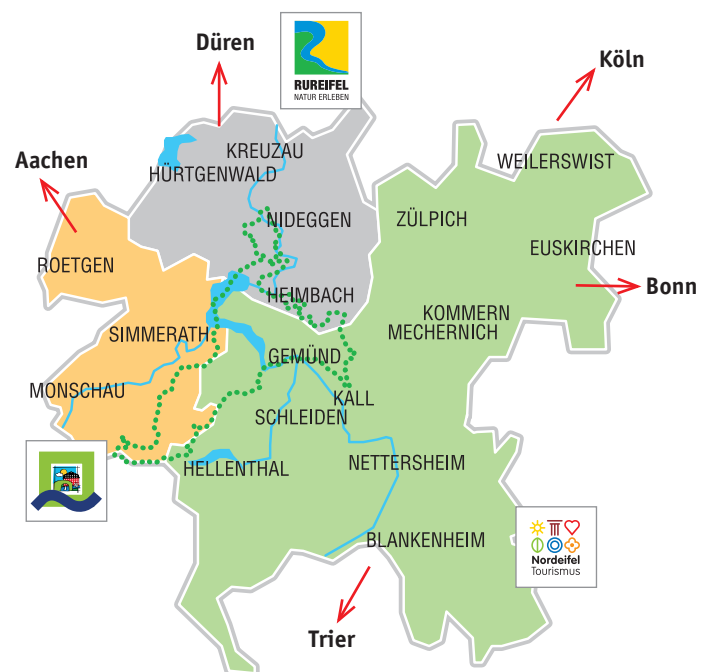 Düren
RUREIFEL
NATUR ERLEBEN
Köln
KREUZAU
WEILERSWIST
Aachen
HÜRTGENWALD
NIDEGGEN
ZÜLPICH
EUSKIRCHEN
ROETGEN
Bonn
HEIMBACH
KOMMERN
SIMMERATH
MECHERNICH
GEMÜND
MONSCHAU
KALL
SCHLEIDEN
HELLENTHAL
NETTERSHEIM
BLANKENHEIM
Nordeifel
Tourismus
Trier